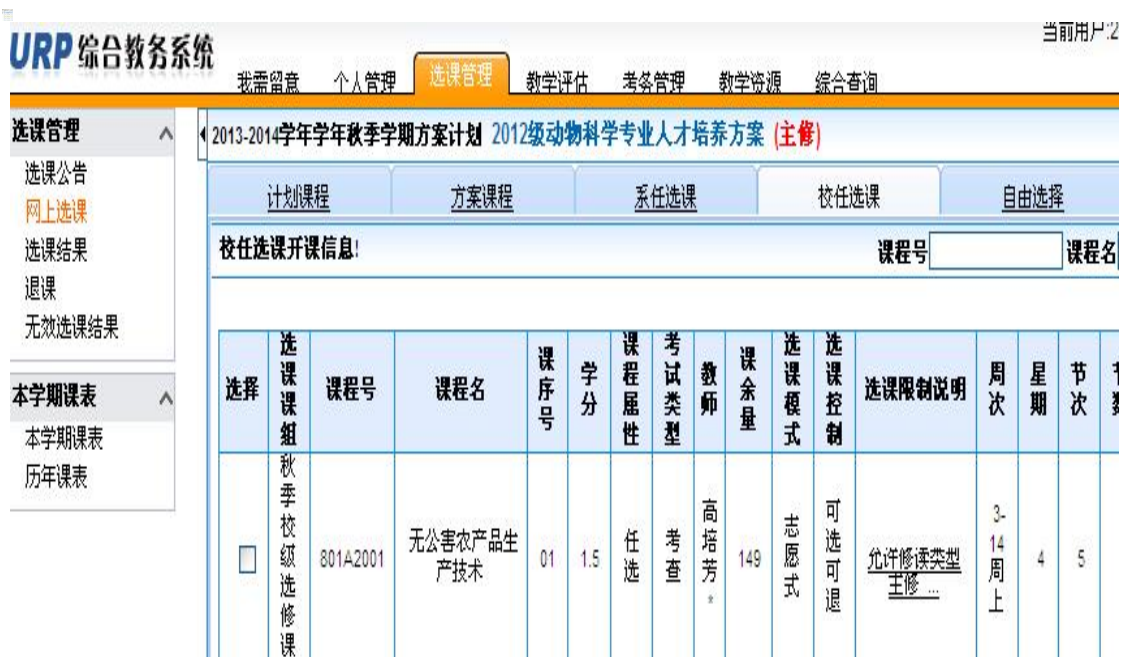 当前用户:2
URP 综合教务系统
我需留意 个人管理 选课管理 教学评估 考务管理 教学资源 综合查询
选课管理
选课公告
网上选课
选课结果
退课
无效选课结果
本学期课表
本学期课表
历年课表
2013-2014学年学年秋季学期方案计划 2012级动物科学专业人才培养方案 (主修)
计划课程 方案课程 系任选课 校任选课 自由选择
校任选课开课信息! 课程号 课程名
选择 选课课组 课程号 课程名 课序号 学分 课程属性 考试类型 教师 课余量 选课模式 选课控制 选课限制说明 周次 星期 节次
秋季校级选修课 801A2001 无公害农产品生产技术 01 1.5 任选 考查 高培芳* 149 志愿式 可选可退 允许修读类型主修 ... 3-14周上 4 5